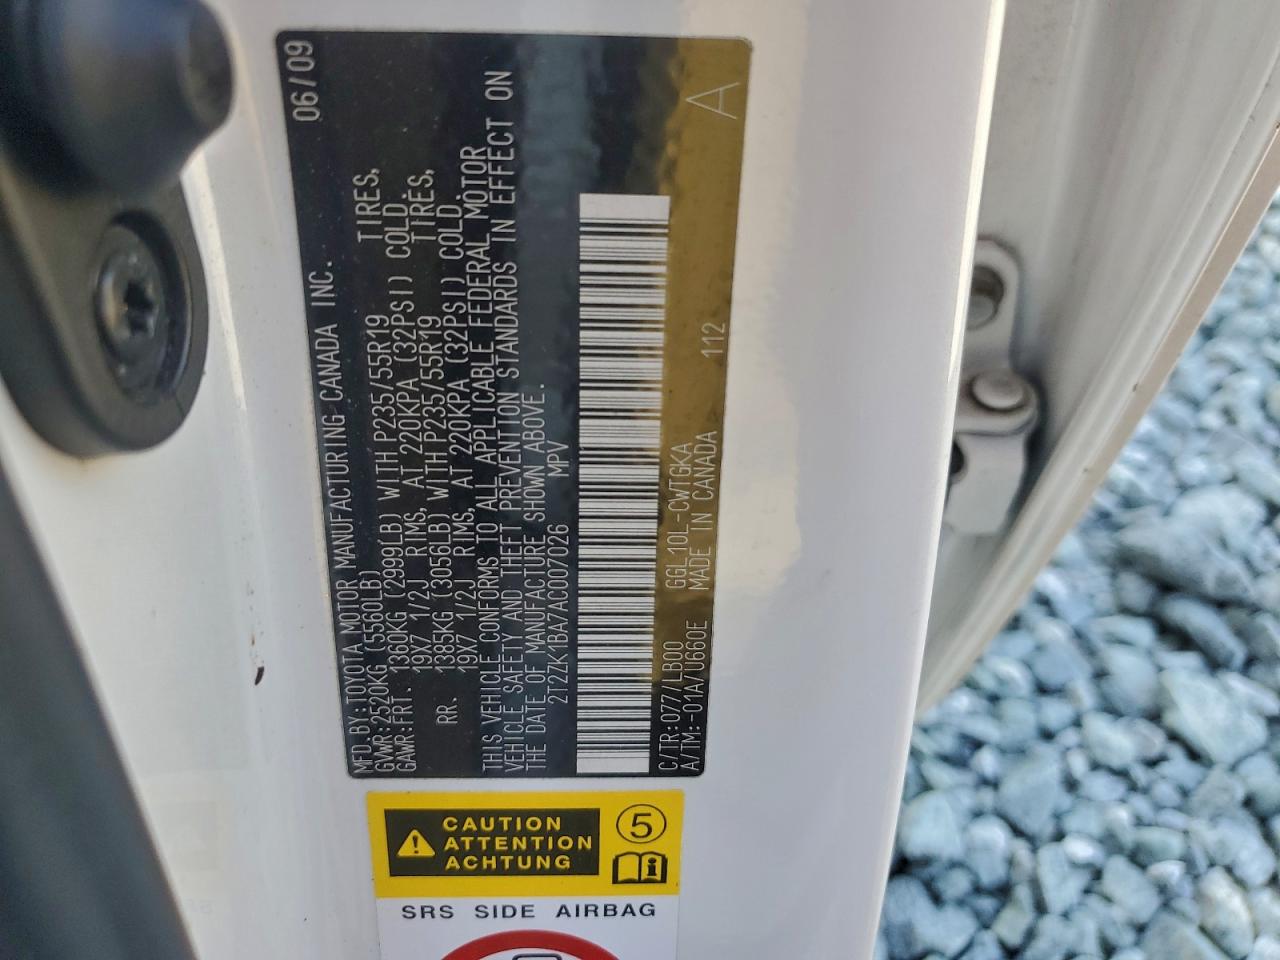 MFD.BY:TOYOTA MOTOR MANUFACTURING CANADA INC. 06/09
GVWR:2520KG (5560LB)
GAWR:FRT. 1360KG (2999LB) WITH P235/55R19 TIRES,
19X7 1/2J RIMS, AT 220KPA (32PSI) COLD.
RR. 1385KG (3056LB) WITH P235/55R19 TIRES,
19X7 1/2J RIMS, AT 220KPA (32PSI) COLD.
THIS VEHICLE CONFORMS TO ALL APPLICABLE FEDERAL MOTOR
VEHICLE SAFETY AND THEFT PREVENTION STANDARDS IN EFFECT ON
THE DATE OF MANUFACTURE SHOWN ABOVE.
2T2ZK1BA7AC007026 MPV
C/TR:077/LB00 GGL10L-CWTGKA
A/TM:-01A/U660E MADE IN CANADA 112
A
CAUTION
ATTENTION
ACHTUNG
5
SRS SIDE AIRBAG